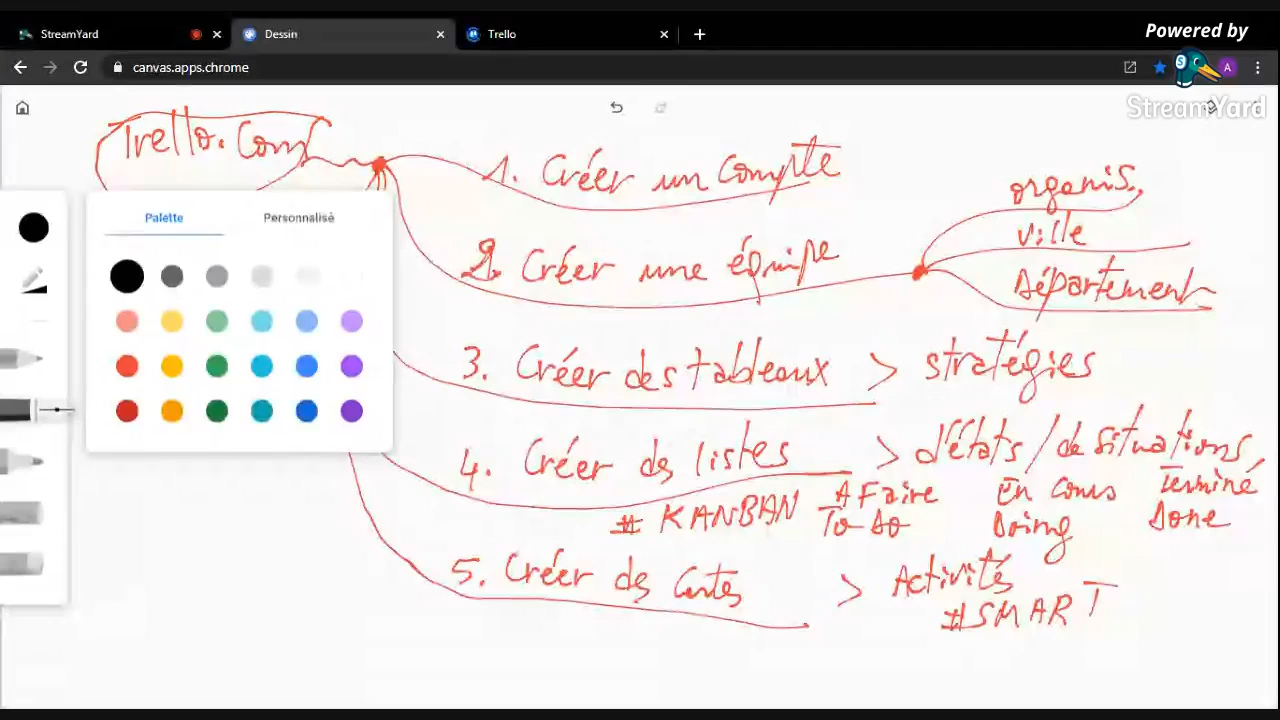 Powered by
StreamYard
Dessin
Trello
canvas.apps.chrome
A
StreamYard
Trello.Com
1. Créer un compte
organis.
ville
Département
Palette
Personnalisé
2. Créer une équipe
3. Créer des tableaux > stratégies
4. Créer des listes > d'états / de situations
# KANBAN
A Faire
En cours
Terminé
To-do
Doing
Done
5. Créer des cartes > Activités
#SMART